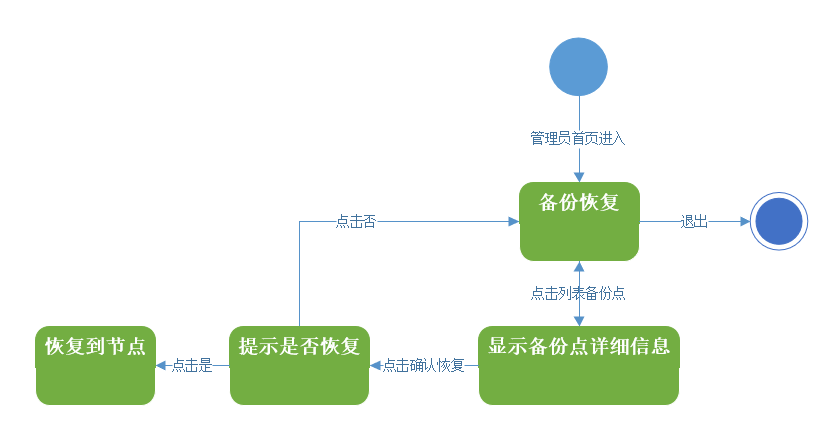 管理员首页进入
备份恢复
点击否
退出
点击列表备份点
恢复到节点
提示是否恢复
显示备份点详细信息
点击是
点击确认恢复